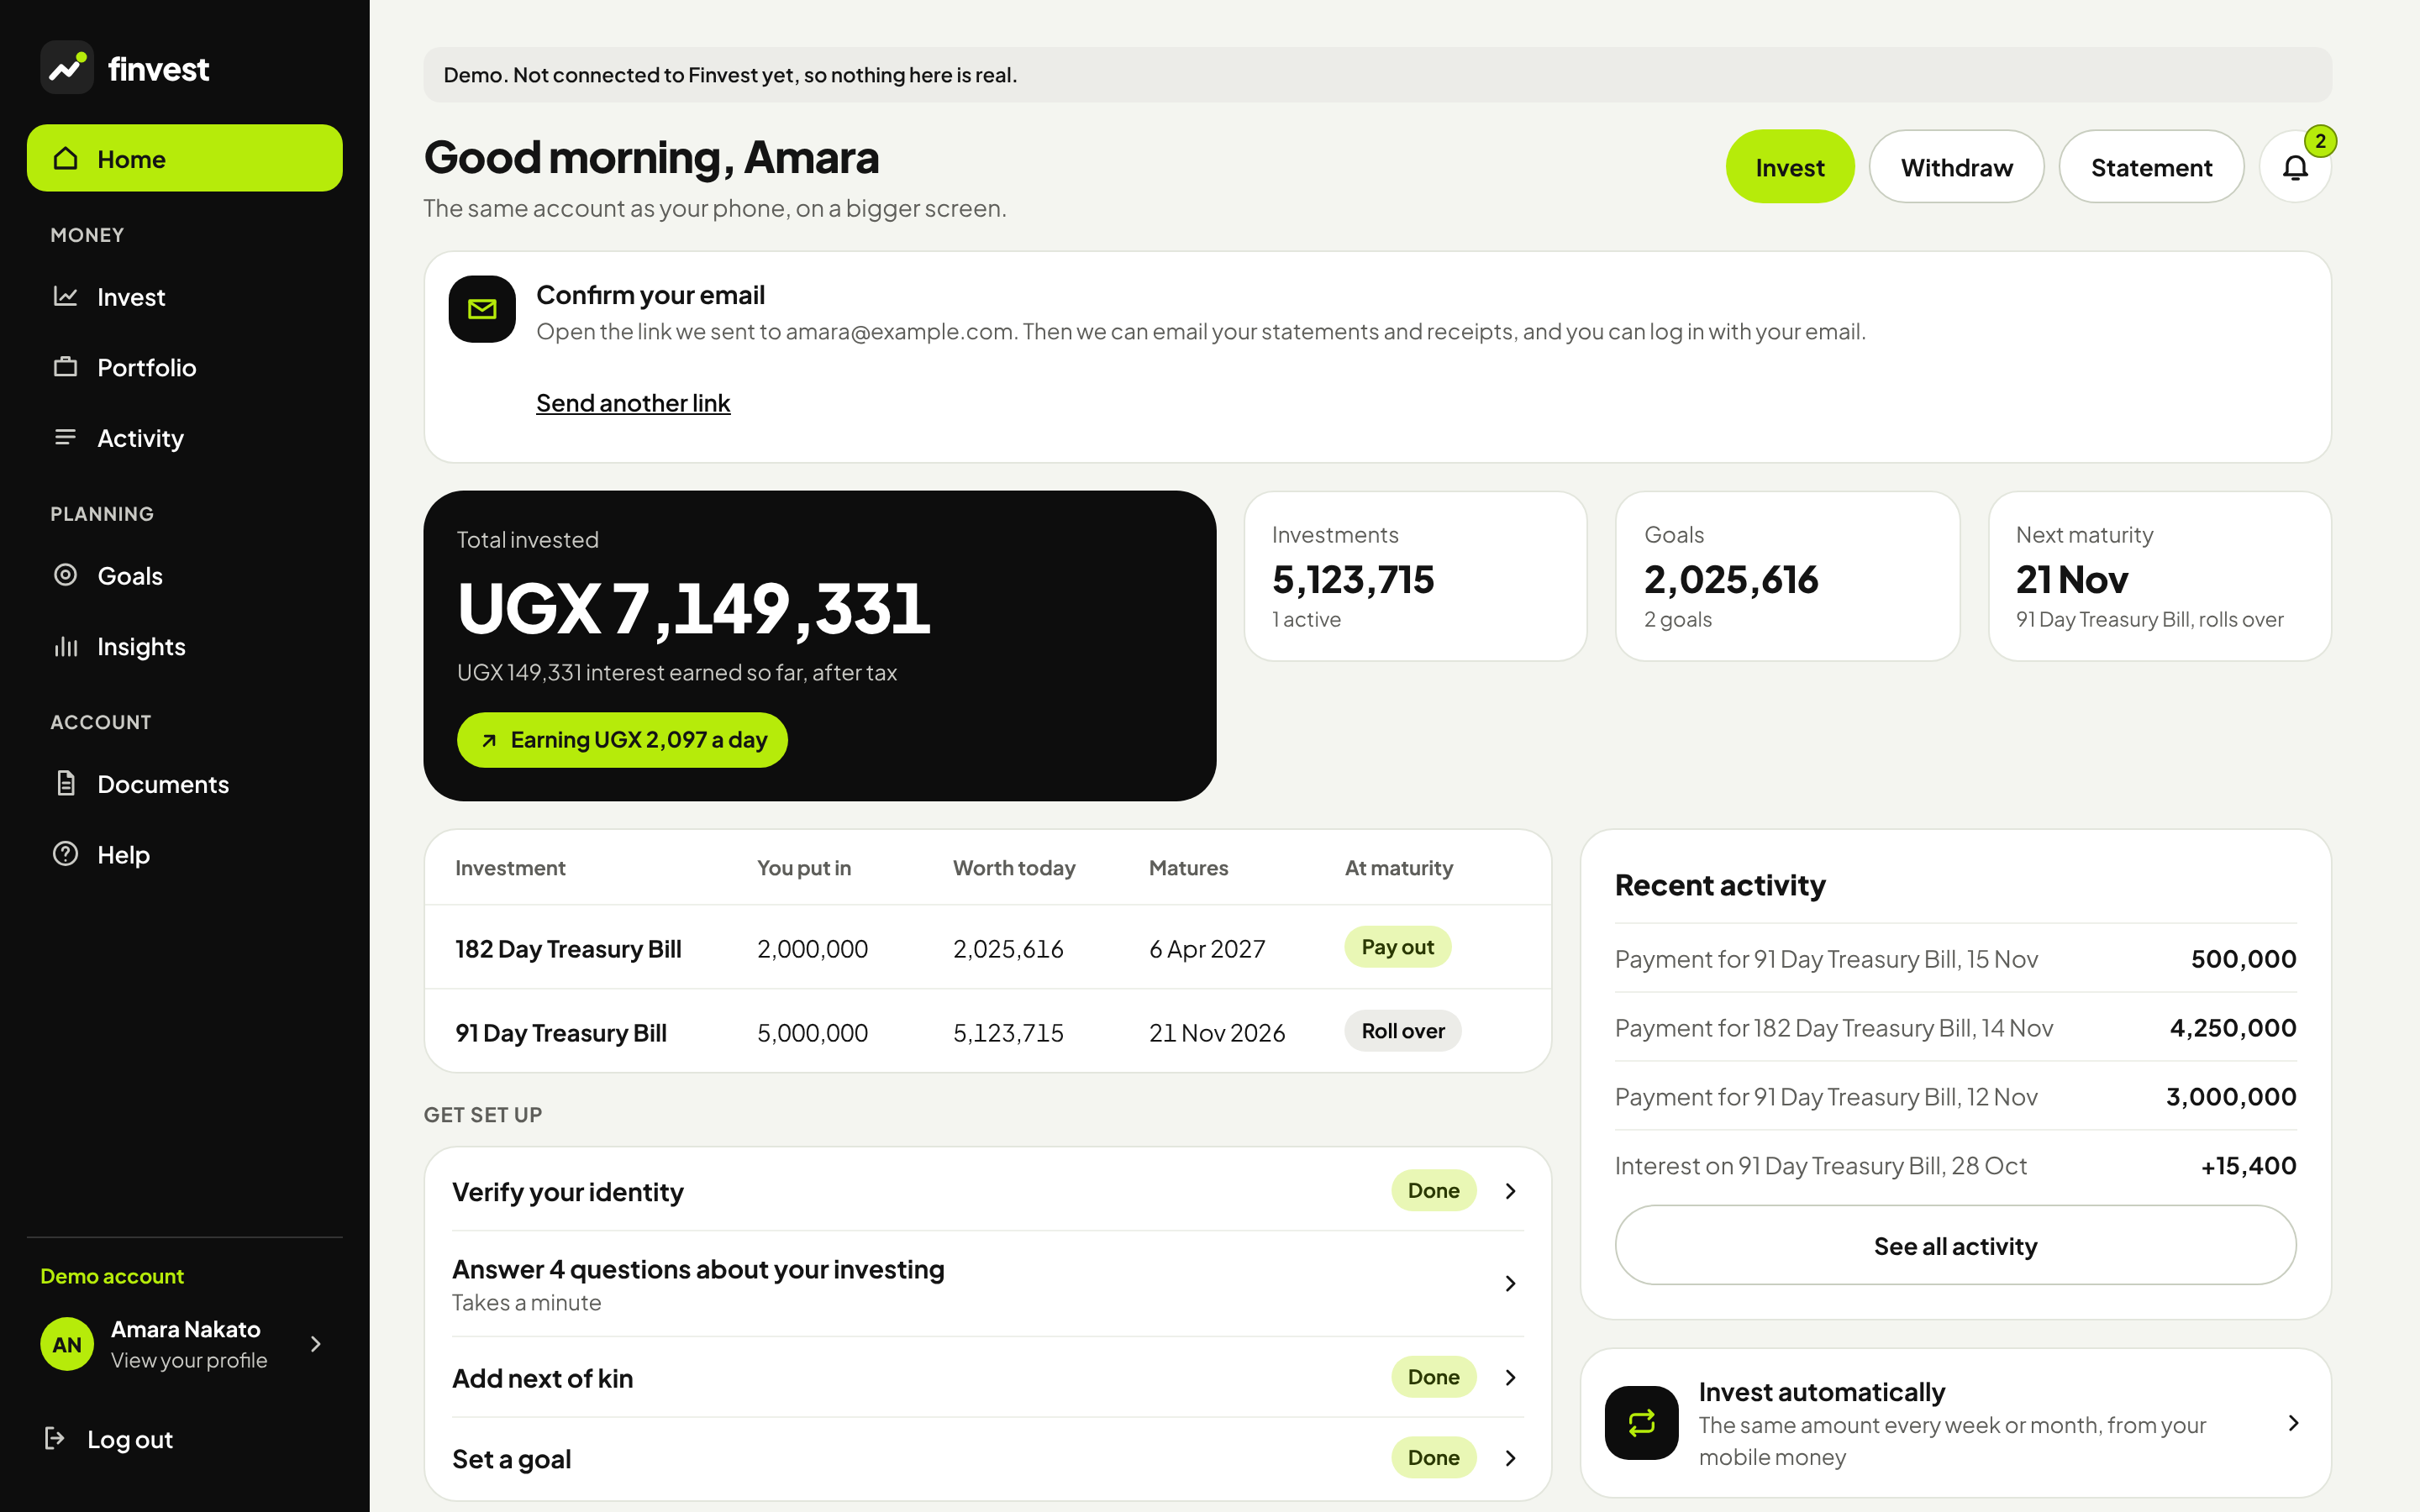 finvest
Home
MONEY
Invest
Portfolio
Activity
PLANNING
Goals
Insights
ACCOUNT
Documents
Help
Demo account
AN
Amara Nakato
View your profile
Log out
Demo. Not connected to Finvest yet, so nothing here is real.
Good morning, Amara
The same account as your phone, on a bigger screen.
Invest
Withdraw
Statement
2
Confirm your email
Open the link we sent to amara@example.com. Then we can email your statements and receipts, and you can log in with your email.
Send another link
Total invested
UGX 7,149,331
UGX 149,331 interest earned so far, after tax
Earning UGX 2,097 a day
Investments
5,123,715
1 active
Goals
2,025,616
2 goals
Next maturity
21 Nov
91 Day Treasury Bill, rolls over
Investment You put in Worth today Matures At maturity
182 Day Treasury Bill 2,000,000 2,025,616 6 Apr 2027 Pay out
91 Day Treasury Bill 5,000,000 5,123,715 21 Nov 2026 Roll over
GET SET UP
Verify your identity Done
Answer 4 questions about your investing
Takes a minute
Add next of kin Done
Set a goal Done
Recent activity
Payment for 91 Day Treasury Bill, 15 Nov 500,000
Payment for 182 Day Treasury Bill, 14 Nov 4,250,000
Payment for 91 Day Treasury Bill, 12 Nov 3,000,000
Interest on 91 Day Treasury Bill, 28 Oct +15,400
See all activity
Invest automatically
The same amount every week or month, from your
mobile money